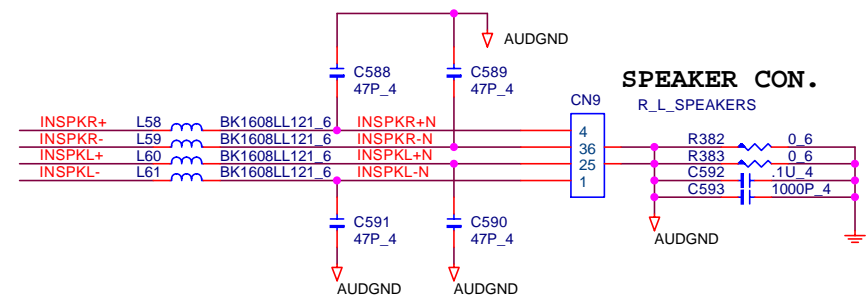 AUDGND
C588
47P_4
C589
47P_4
SPEAKER CON.
CN9
R_L_SPEAKERS
INSPKR+ L58 BK1608LL121_6 INSPKR+N 4
INSPKR- L59 BK1608LL121_6 INSPKR-N 36
INSPKL+ L60 BK1608LL121_6 INSPKL+N 25
INSPKL- L61 BK1608LL121_6 INSPKL-N 1
R382 0_6
R383 0_6
C592 .1U_4
C593 1000P_4
C591
47P_4
C590
47P_4
AUDGND
AUDGND
AUDGND